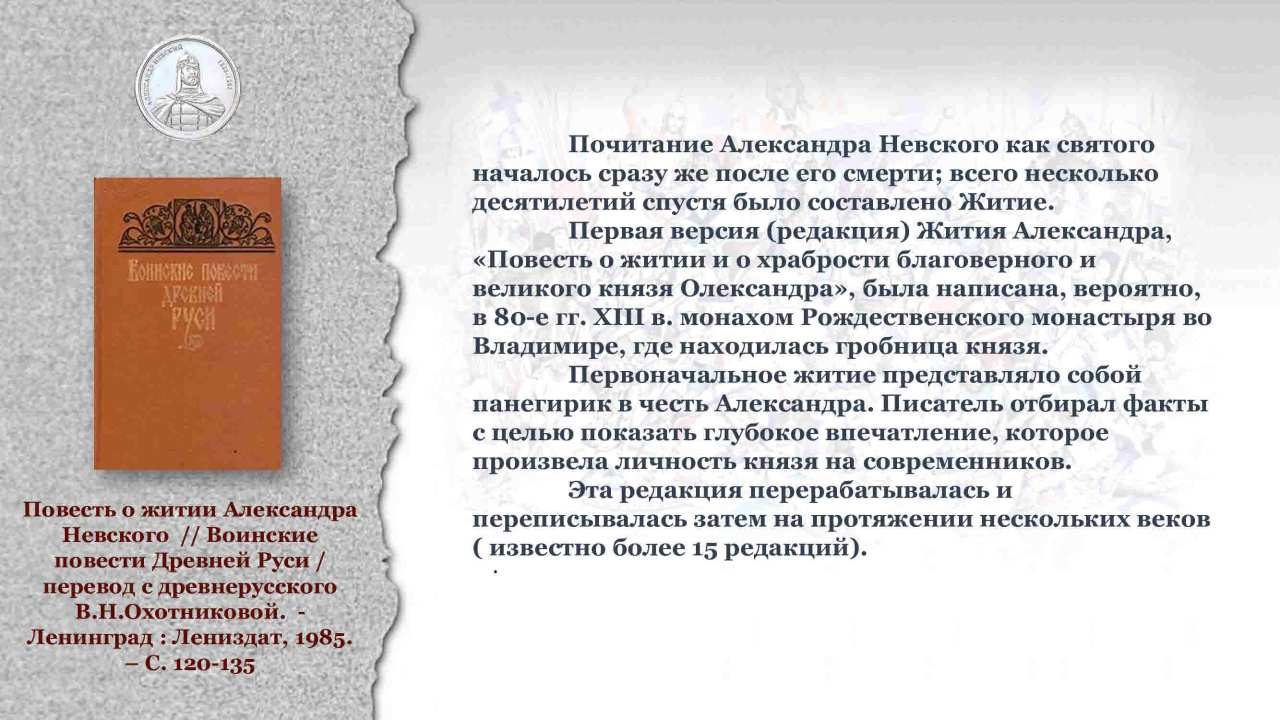 АЛЕКСАНДР НЕВСКИЙ
Воинские повести
древней
Руси
Повесть о житии Александра
Невского // Воинские
повести Древней Руси /
перевод с древнерусского
В.Н.Охотниковой. -
Ленинград : Лениздат, 1985.
– С. 120-135
Почитание Александра Невского как святого
началось сразу же после его смерти; всего несколько
десятилетий спустя было составлено Житие.
Первая версия (редакция) Жития Александра,
«Повесть о житии и о храбрости благоверного и
великого князя Олександра», была написана, вероятно,
в 80-е гг. XIII в. монахом Рождественского монастыря во
Владимире, где находилась гробница князя.
Первоначальное житие представляло собой
панегирик в честь Александра. Писатель отбирал факты
с целью показать глубокое впечатление, которое
произвела личность князя на современников.
Эта редакция перерабатывалась и
переписывалась затем на протяжении нескольких веков
( известно более 15 редакций).
.